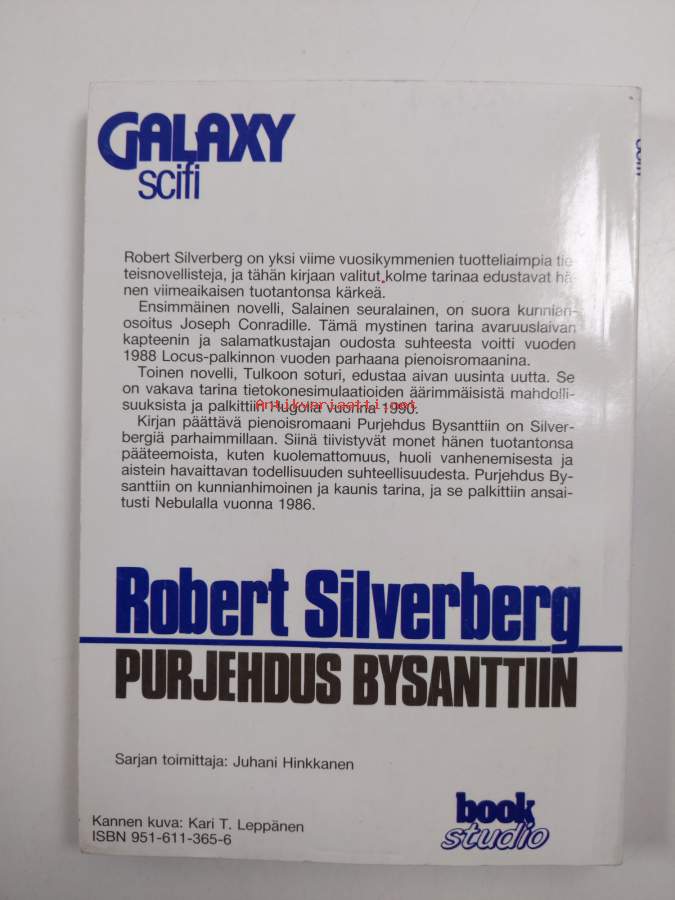 GALAXY
scifi
Robert Silverberg on yksi viime vuosikymmenien tuotteliaimpia tie-
teisnovellisteja, ja tähän kirjaan valitut kolme tarinaa edustavat hä-
nen viimeaikaisen tuotantonsa kärkeä.
Ensimmäinen novelli, Salainen seuralainen, on suora kunnian-
osoitus Joseph Conradille. Tämä mystinen tarina avaruuslaivan
kapteenin ja salamatkustajan oudosta suhteesta voitti vuoden
1988 Locus-palkinnon vuoden parhaana pienoisromaanina.
Toinen novelli, Tulkoon soturi, edustaa aivan uusinta uutta. Se
on vakava tarina tietokonesimulaatioiden äärimmäisistä mahdolli-
suuksista ja palkittiin Hugolla vuonna 1990.
Antikvariaatti.net
Kirjan päättävä pienoisromaani Purjehdus Bysanttiin on Silver-
bergiä parhaimmillaan. Siinä tiivistyvät monet hänen tuotantonsa
pääteemoista, kuten kuolemattomuus, huoli vanhenemisesta ja
aistein havaittavan todellisuuden suhteellisuudesta. Purjehdus By-
santtiin on kunnianhimoinen ja kaunis tarina, ja se palkittiin ansai-
tusti Nebulalla vuonna 1986.
Robert Silverberg
PURJEHDUS BYSANTTIIN
Sarjan toimittaja: Juhani Hinkkanen
Kannen kuva: Kari T. Leppänen
ISBN 951-611-365-6
book
studio